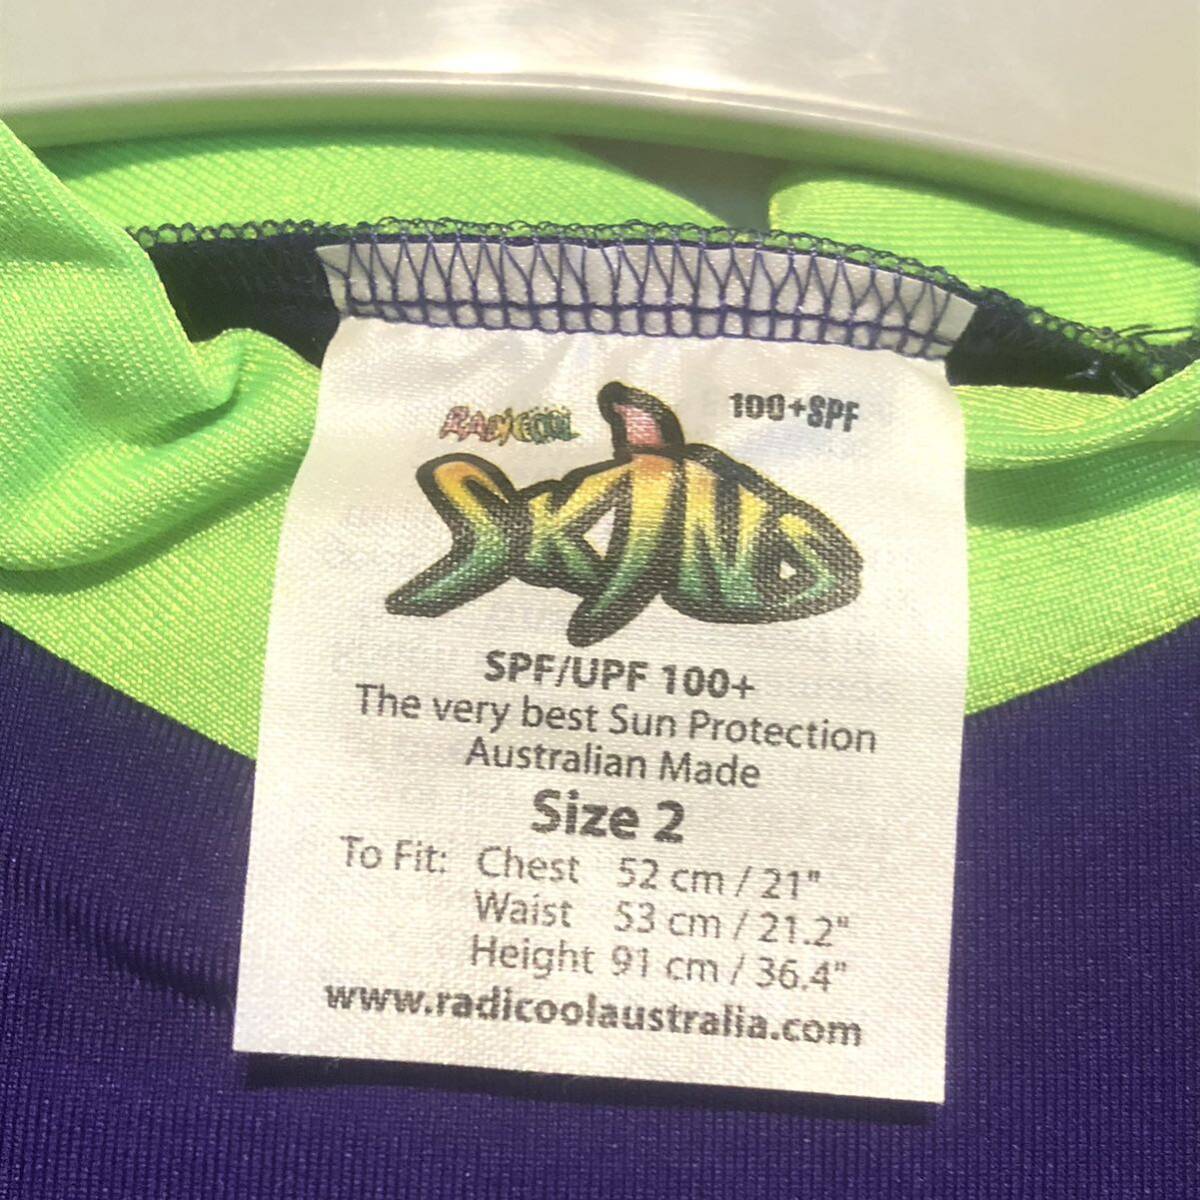 RADICOOL
100+SPF
SKINS
SPF/UPF 100+
The very best Sun Protection
Australian Made
Size 2
To Fit: Chest 52 cm / 21"
Waist 53 cm / 21.2"
Height 91 cm / 36.4"
www.radicoolaustralia.com